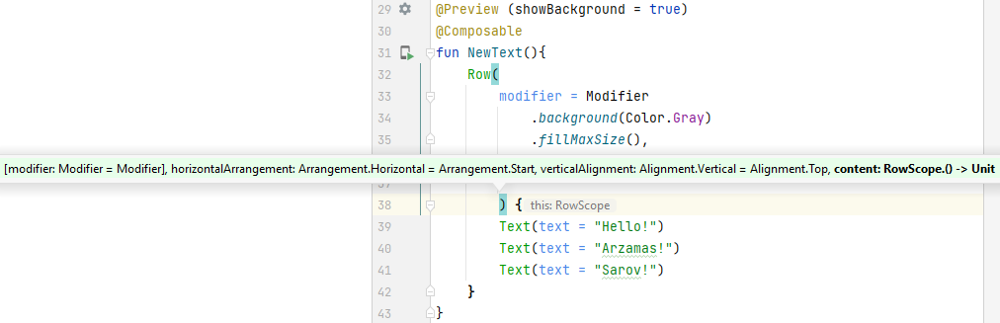 29 @Preview (showBackground = true)
30 @Composable
31 fun NewText(){
32 Row(
33 modifier = Modifier
34 .background(Color.Gray)
35 .fillMaxSize(),
[modifier: Modifier = Modifier], horizontalArrangement: Arrangement.Horizontal = Arrangement.Start, verticalAlignment: Alignment.Vertical = Alignment.Top, content: RowScope.() -> Unit
38 ) { this: RowScope
39 Text(text = "Hello!")
40 Text(text = "Arzamas!")
41 Text(text = "Sarov!")
42 }
43 }